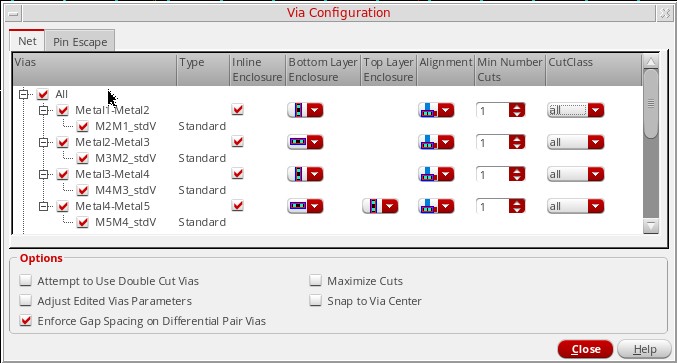 Via Configuration
Net Pin Escape
Vias Type Inline Enclosure Bottom Layer Enclosure Top Layer Enclosure Alignment Min Number Cuts CutClass
All
Metal1-Metal2 1 all
M2M1_stdV Standard
Metal2-Metal3 1 all
M3M2_stdV Standard
Metal3-Metal4 1 all
M4M3_stdV Standard
Metal4-Metal5 1 all
M5M4_stdV Standard
Options
Attempt to Use Double Cut Vias Maximize Cuts
Adjust Edited Vias Parameters Snap to Via Center
Enforce Gap Spacing on Differential Pair Vias
Close Help